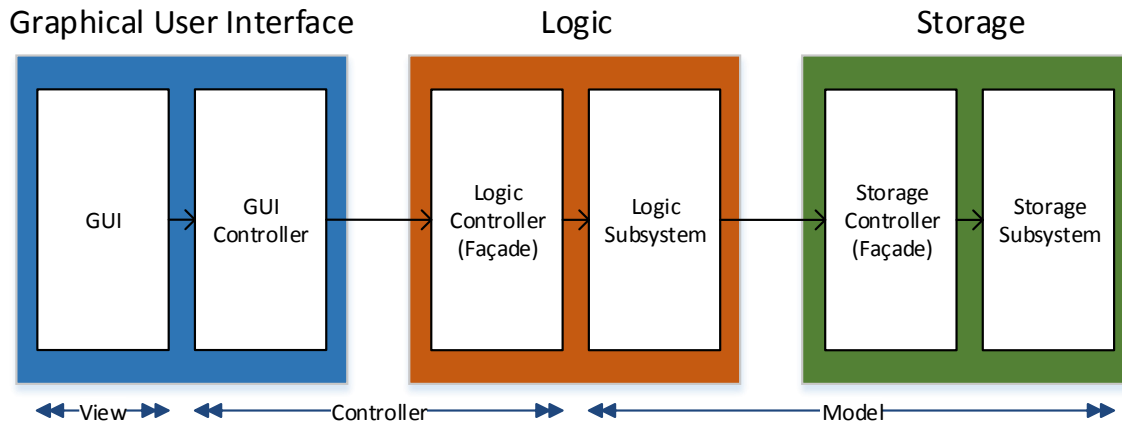 Graphical User Interface
Logic
Storage
GUI
GUI
Controller
Logic
Controller
(Façade)
Logic
Subsystem
Storage
Controller
(Façade)
Storage
Subsystem
View
Controller
Model